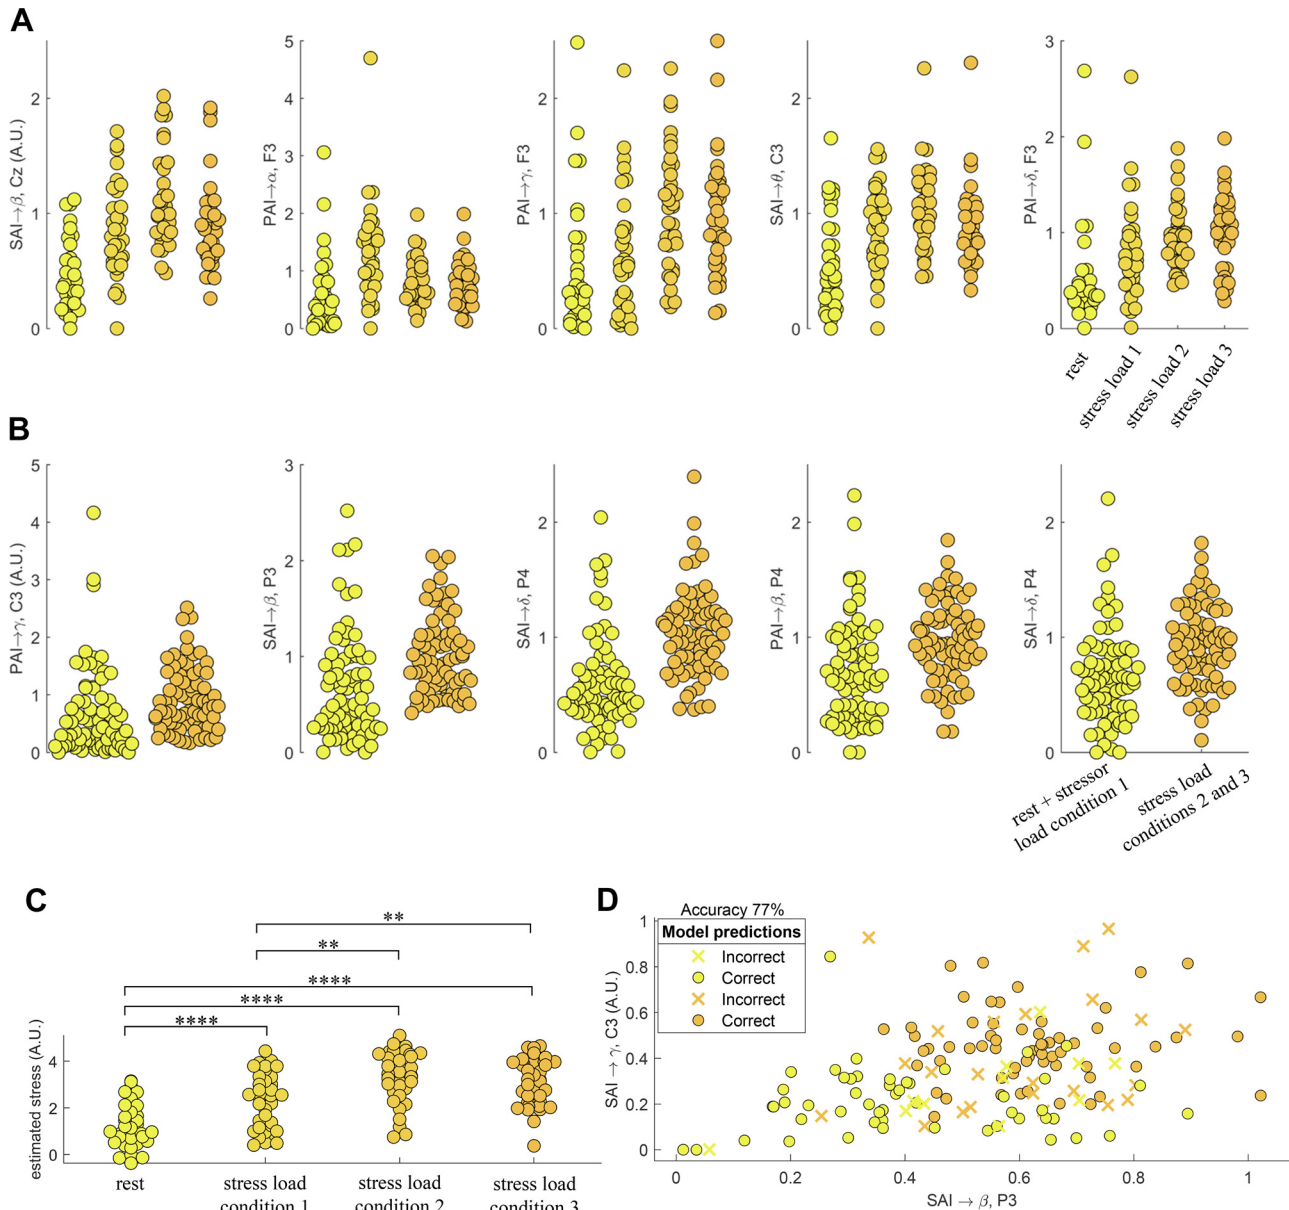 A
SAI→β, Cz (A.U.)
0
1
2
PAI→α, F3
0
1
2
3
4
5
PAI→γ, F3
0
1
2
SAI→θ, C3
0
1
2
PAI→δ, F3
0
1
2
3
rest
stress load 1
stress load 2
stress load 3
B
PAI→γ, C3 (A.U.)
0
1
2
3
4
5
SAI→β, P3
0
1
2
3
SAI→δ, P4
0
1
2
PAI→β, P4
0
1
2
SAI→δ, P4
0
1
2
rest + stressor
load condition 1
stress load
conditions 2 and 3
C
**
**
****
****
****
estimated stress (A.U.)
0
2
4
rest
stress load
condition 1
stress load
condition 2
stress load
condition 3
D
Accuracy 77%
Model predictions
Incorrect
Correct
Incorrect
Correct
SAI → γ, C3 (A.U.)
0
0.2
0.4
0.6
0.8
1
0
0.2
0.4
0.6
0.8
1
SAI → β, P3